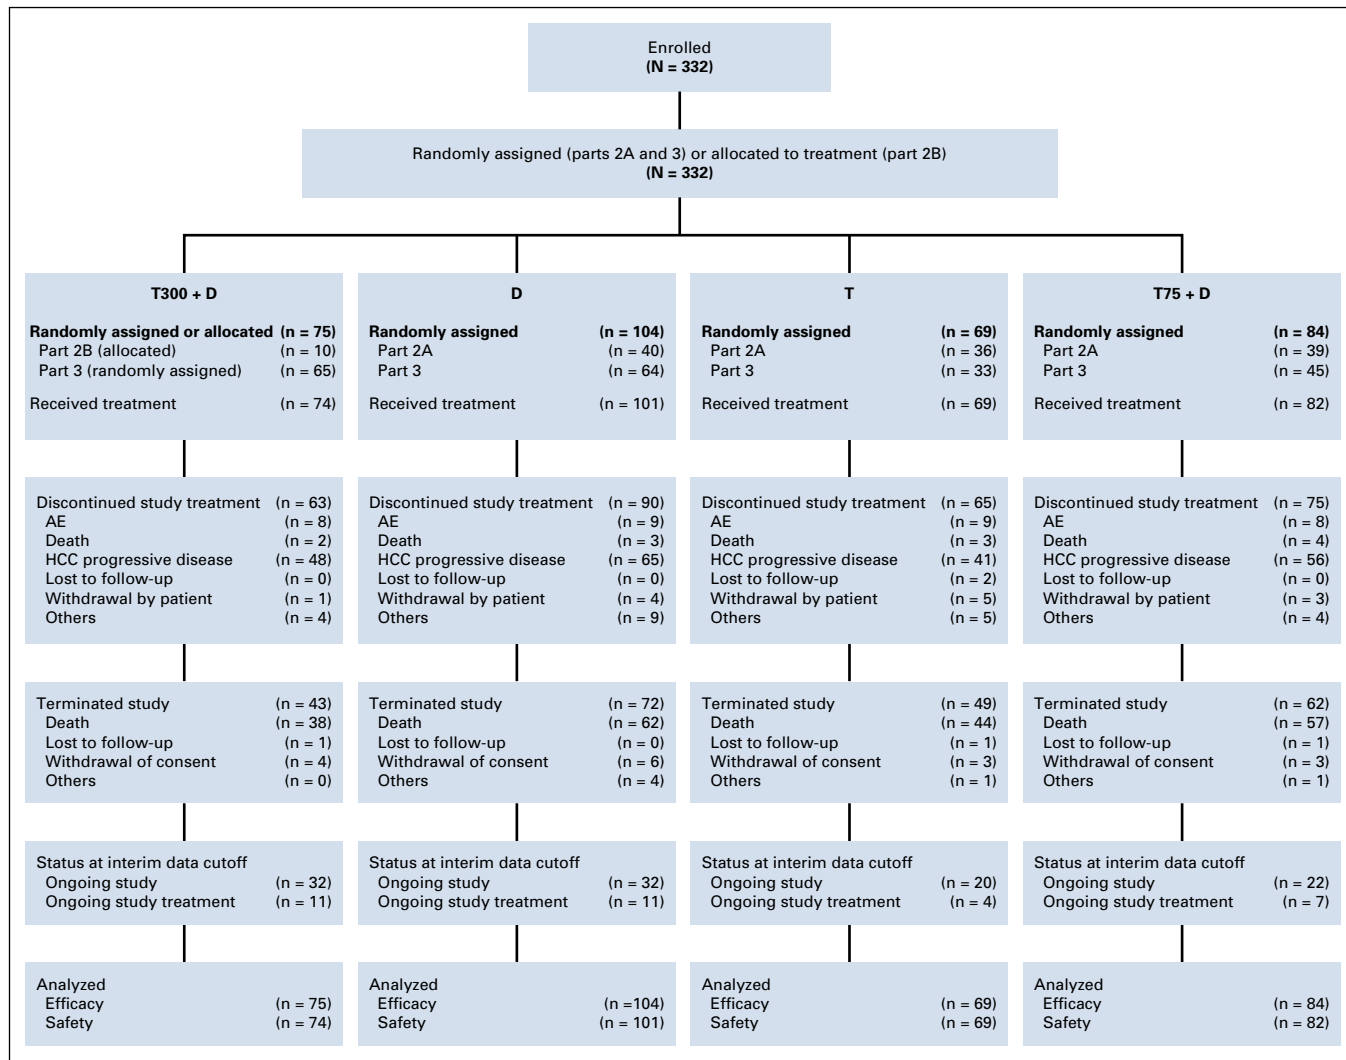 Enrolled
(N = 332)
Randomly assigned (parts 2A and 3) or allocated to treatment (part 2B)
(N = 332)
T300 + D
Randomly assigned or allocated (n = 75)
Part 2B (allocated) (n = 10)
Part 3 (randomly assigned) (n = 65)
Received treatment (n = 74)
D
Randomly assigned (n = 104)
Part 2A (n = 40)
Part 3 (n = 64)
Received treatment (n = 101)
T
Randomly assigned (n = 69)
Part 2A (n = 36)
Part 3 (n = 33)
Received treatment (n = 69)
T75 + D
Randomly assigned (n = 84)
Part 2A (n = 39)
Part 3 (n = 45)
Received treatment (n = 82)
Discontinued study treatment (n = 63)
AE (n = 8)
Death (n = 2)
HCC progressive disease (n = 48)
Lost to follow-up (n = 0)
Withdrawal by patient (n = 1)
Others (n = 4)
Discontinued study treatment (n = 90)
AE (n = 9)
Death (n = 3)
HCC progressive disease (n = 65)
Lost to follow-up (n = 0)
Withdrawal by patient (n = 4)
Others (n = 9)
Discontinued study treatment (n = 65)
AE (n = 9)
Death (n = 3)
HCC progressive disease (n = 41)
Lost to follow-up (n = 2)
Withdrawal by patient (n = 5)
Others (n = 5)
Discontinued study treatment (n = 75)
AE (n = 8)
Death (n = 4)
HCC progressive disease (n = 56)
Lost to follow-up (n = 0)
Withdrawal by patient (n = 3)
Others (n = 4)
Terminated study (n = 43)
Death (n = 38)
Lost to follow-up (n = 1)
Withdrawal of consent (n = 4)
Others (n = 0)
Terminated study (n = 72)
Death (n = 62)
Lost to follow-up (n = 0)
Withdrawal of consent (n = 6)
Others (n = 4)
Terminated study (n = 49)
Death (n = 44)
Lost to follow-up (n = 1)
Withdrawal of consent (n = 3)
Others (n = 1)
Terminated study (n = 62)
Death (n = 57)
Lost to follow-up (n = 1)
Withdrawal of consent (n = 3)
Others (n = 1)
Status at interim data cutoff
Ongoing study (n = 32)
Ongoing study treatment (n = 11)
Status at interim data cutoff
Ongoing study (n = 32)
Ongoing study treatment (n = 11)
Status at interim data cutoff
Ongoing study (n = 20)
Ongoing study treatment (n = 4)
Status at interim data cutoff
Ongoing study (n = 22)
Ongoing study treatment (n = 7)
Analyzed
Efficacy (n = 75)
Safety (n = 74)
Analyzed
Efficacy (n =104)
Safety (n = 101)
Analyzed
Efficacy (n = 69)
Safety (n = 69)
Analyzed
Efficacy (n = 84)
Safety (n = 82)